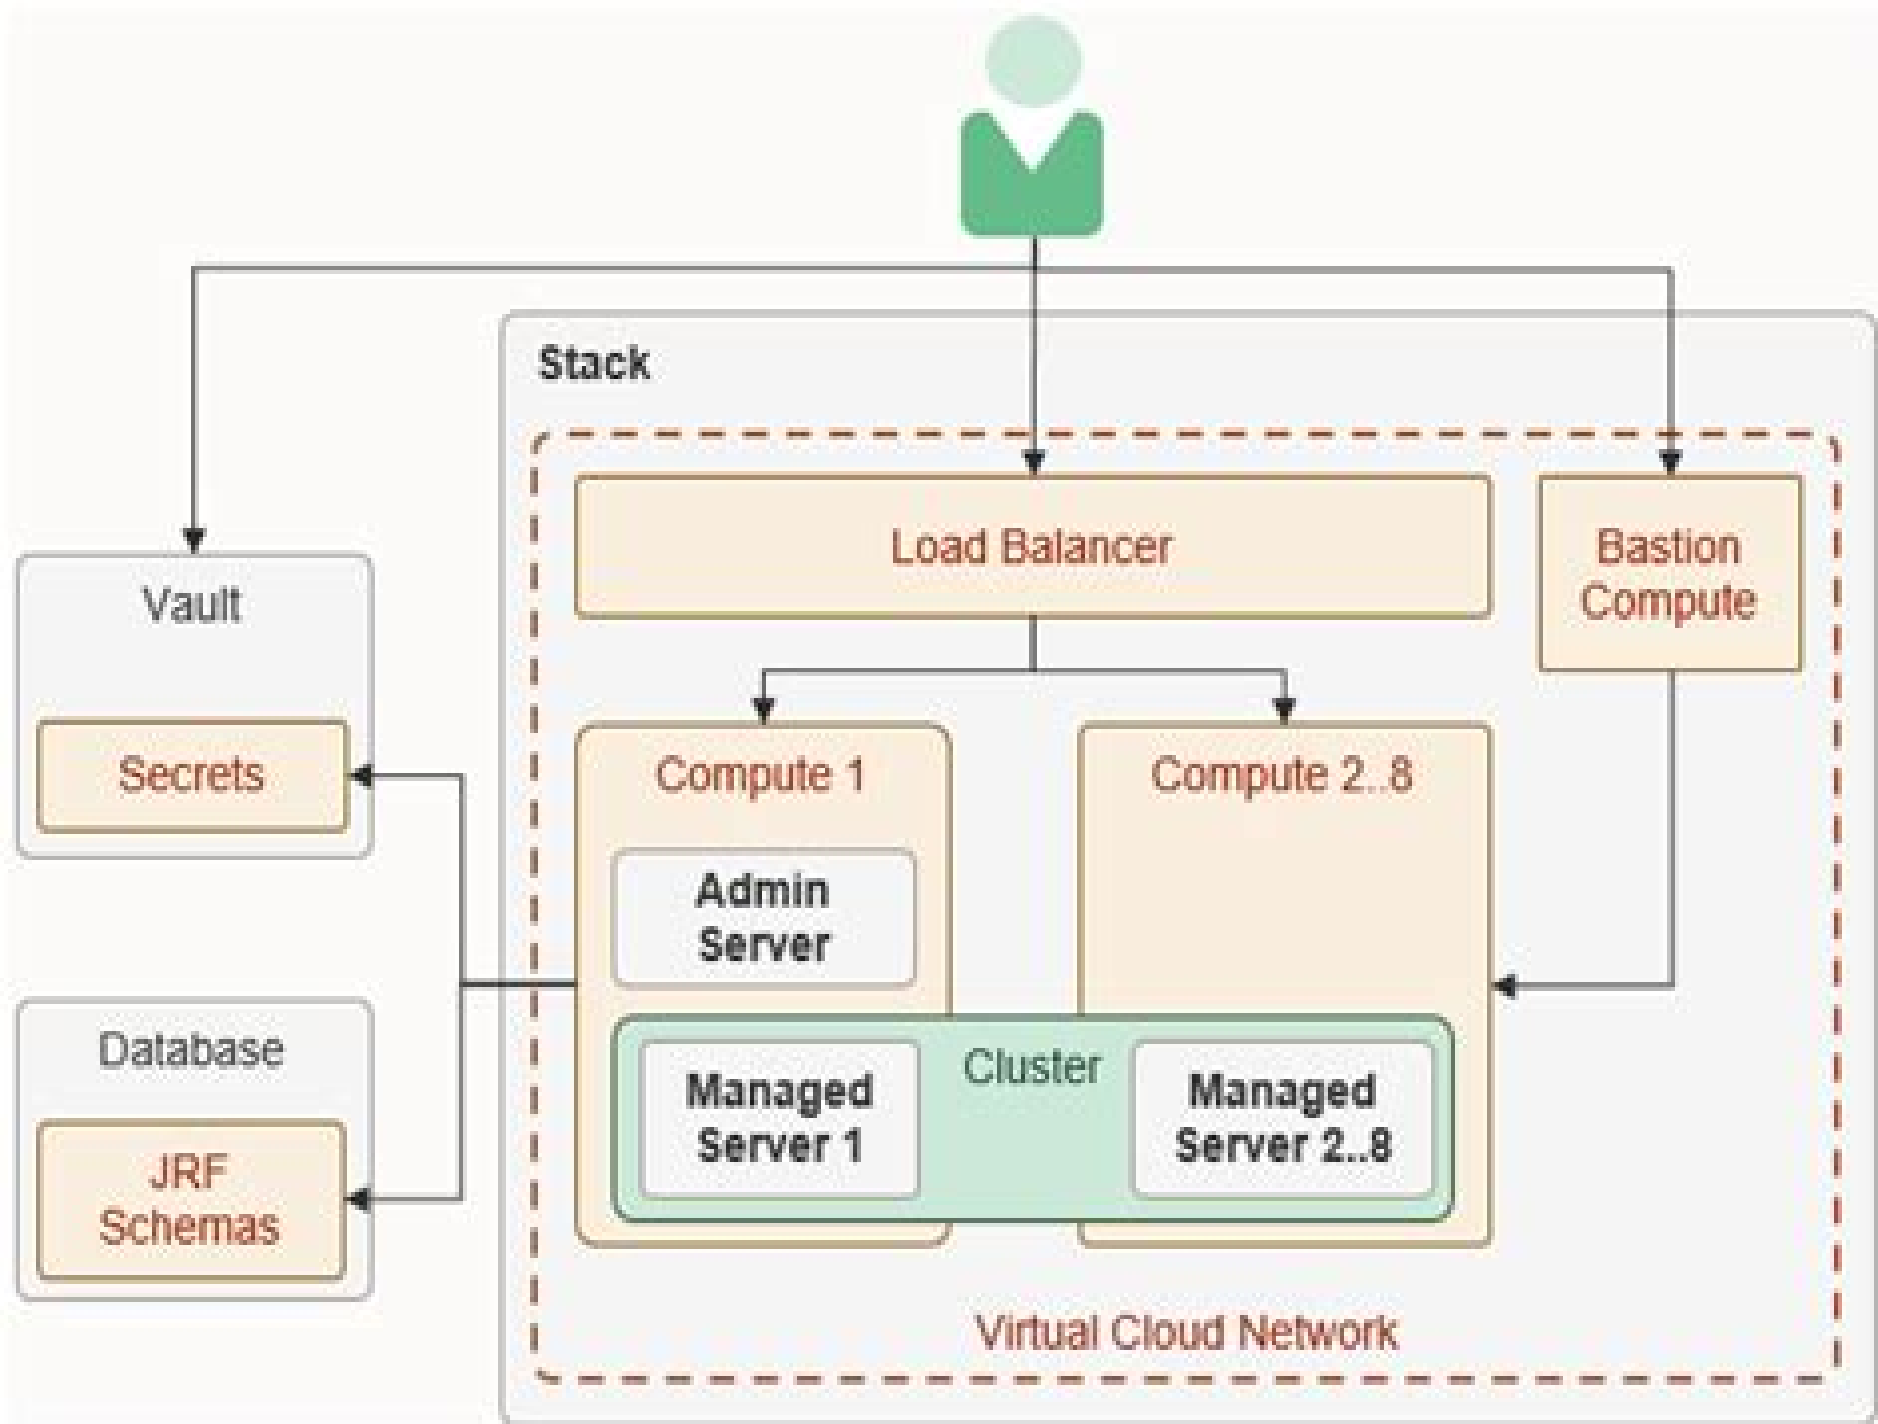 Stack
Load Balancer
Bastion
Compute
Vault
Secrets
Compute 1
Compute 2..8
Admin
Server
Database
JRF
Schemas
Cluster
Managed
Server 1
Managed
Server 2..8
Virtual Cloud Network